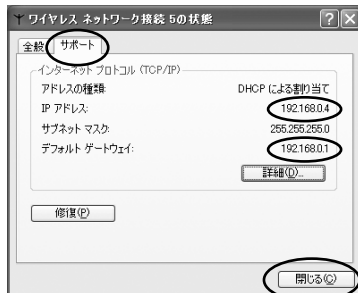 ワイヤレス ネットワーク接続 5の状態
全般 サポート
インターネット プロトコル (TCP/IP)
アドレスの種類: DHCP による割り当て
IP アドレス: 192.168.0.4
サブネット マスク: 255.255.255.0
デフォルト ゲートウェイ: 192.168.0.1
詳細(D)...
修復(P)
閉じる(C)